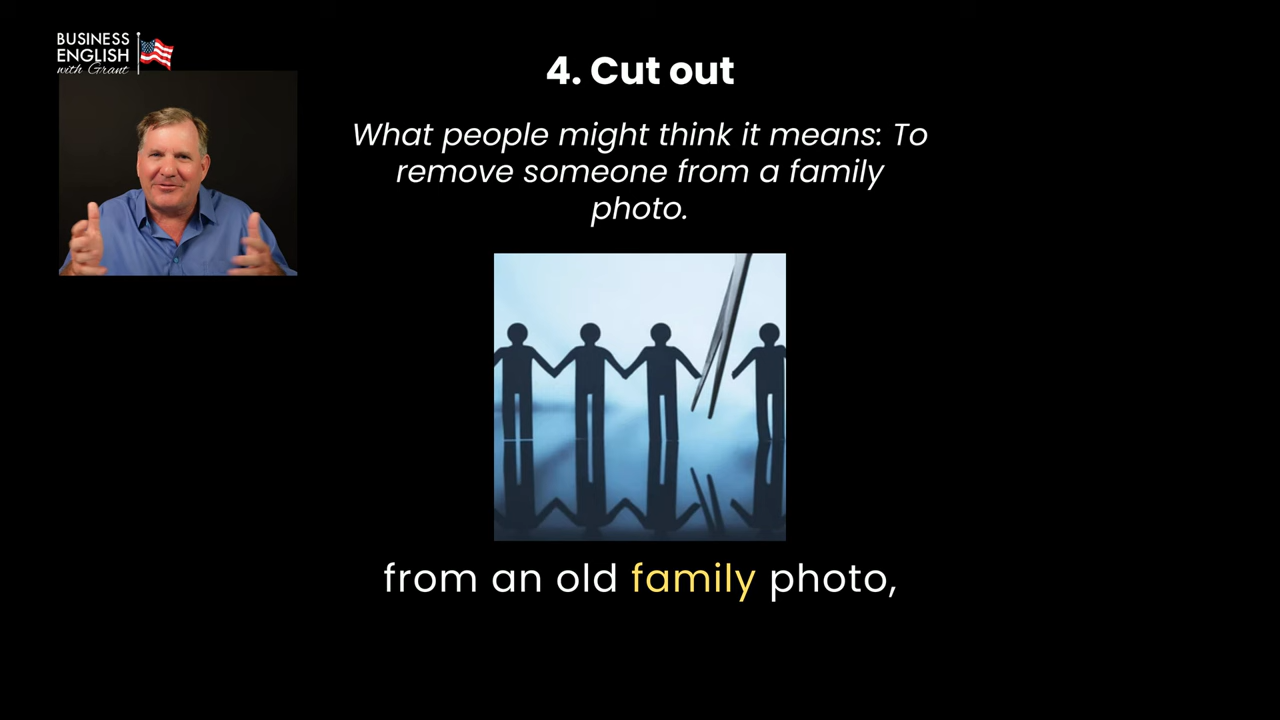 BUSINESS
ENGLISH
with Grant
4. Cut out
What people might think it means: To
remove someone from a family
photo.
from an old family photo,